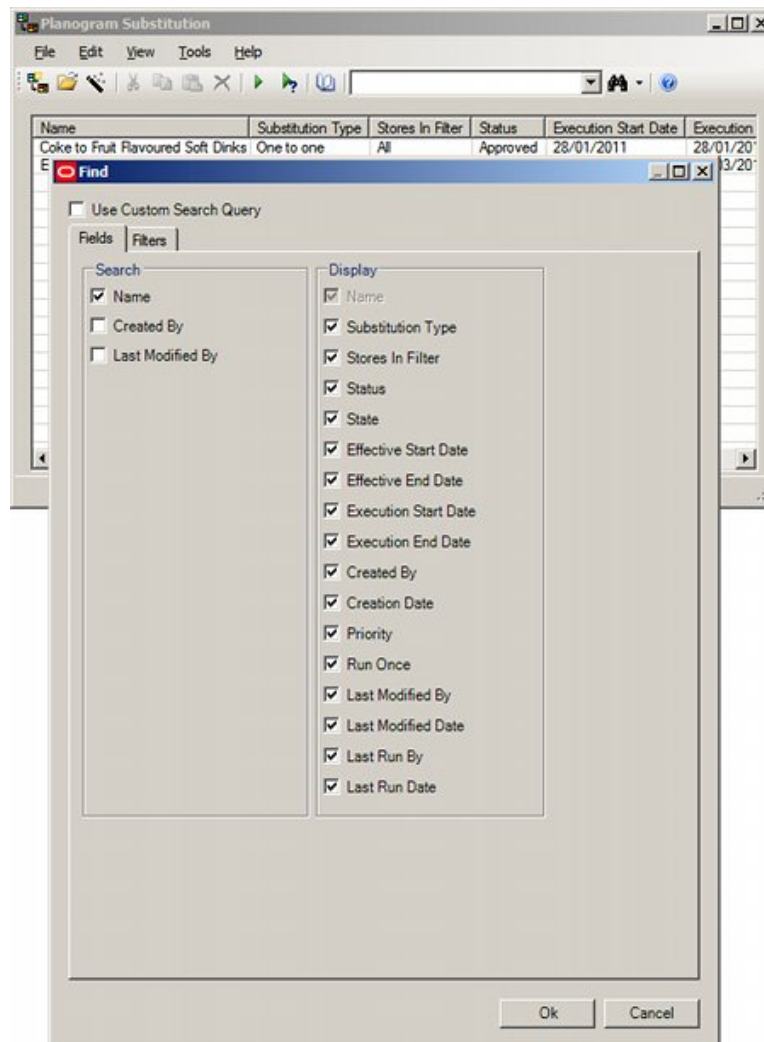 Planogram Substitution
File Edit View Tools Help
Name Substitution Type Stores In Filter Status Execution Start Date Execution
Coke to Fruit Flavoured Soft Dinks One to one All Approved 28/01/2011 28/01/201
E 13/20
Find
Use Custom Search Query
Fields Filters
Search
Name
Created By
Last Modified By
Display
Name
Substitution Type
Stores In Filter
Status
State
Effective Start Date
Effective End Date
Execution Start Date
Execution End Date
Created By
Creation Date
Priority
Run Once
Last Modified By
Last Modified Date
Last Run By
Last Run Date
Ok Cancel